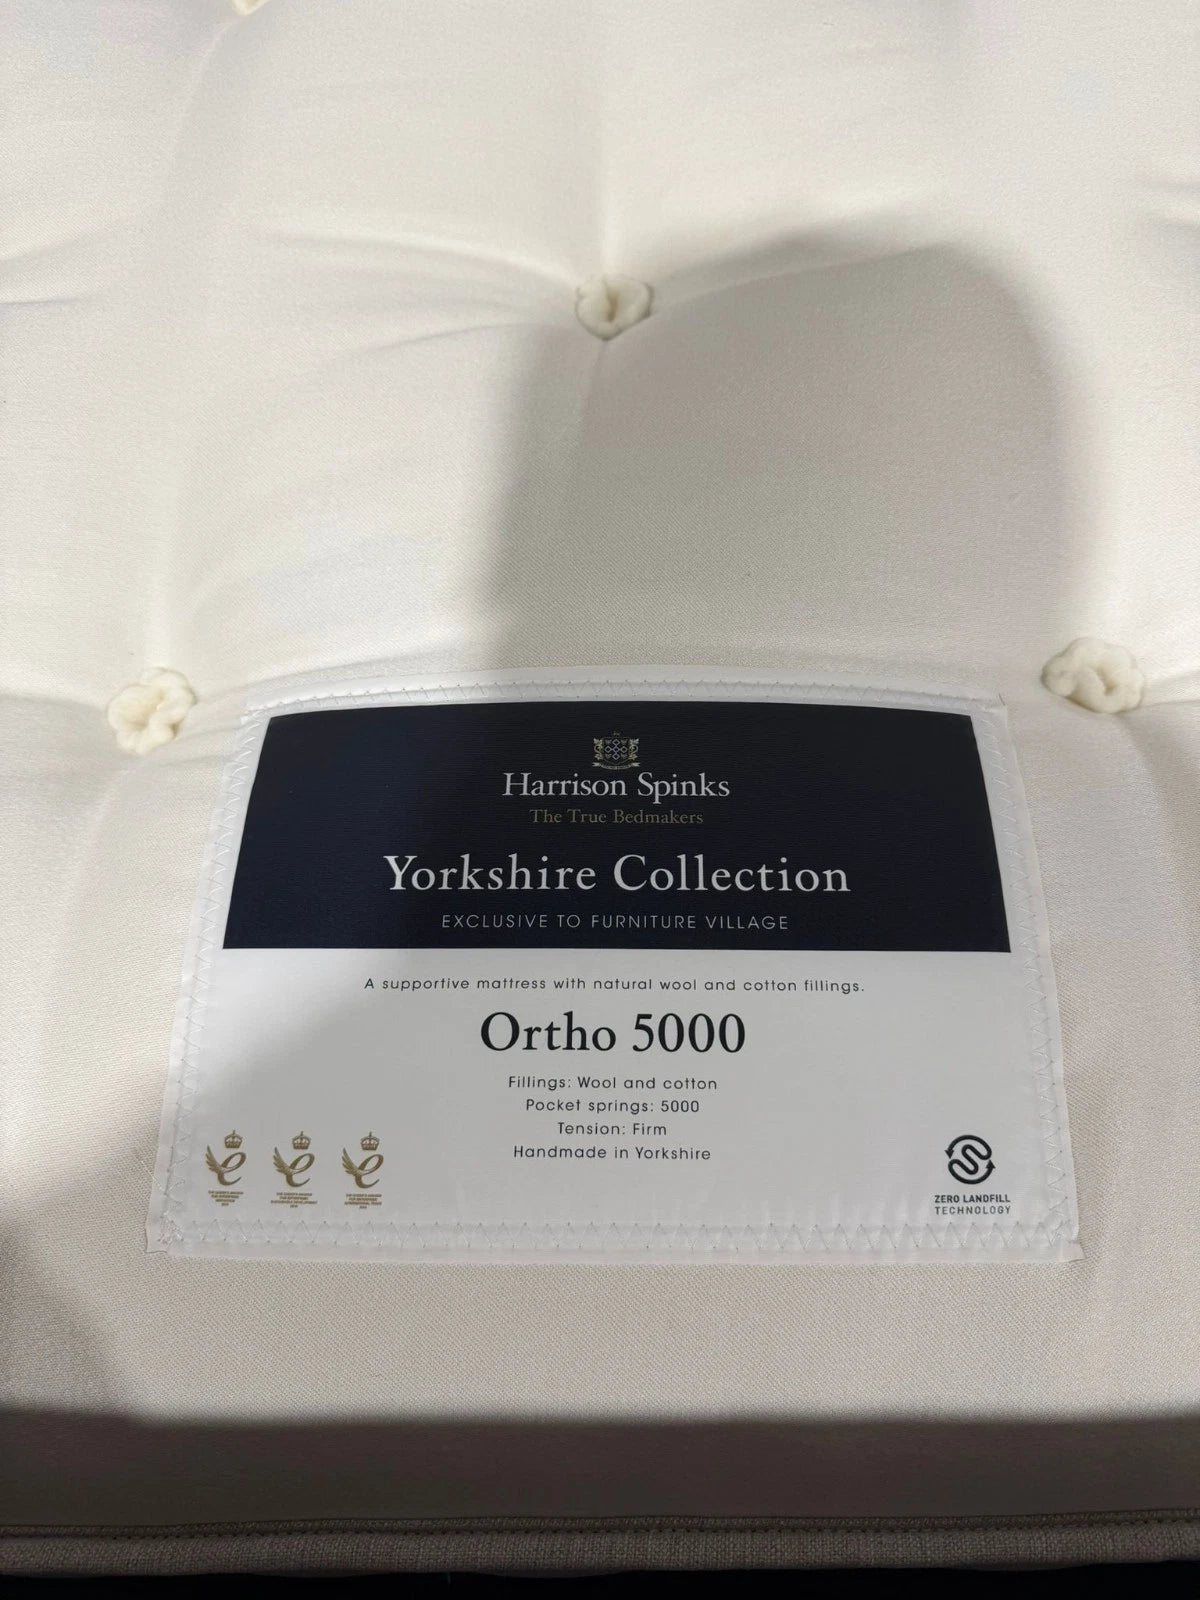 Harrison Spinks
The True Bedmakers
Yorkshire Collection
EXCLUSIVE TO FURNITURE VILLAGE
A supportive mattress with natural wool and cotton fillings.
Ortho 5000
Fillings: Wool and cotton
Pocket springs: 5000
Tension: Firm
Handmade in Yorkshire
ZERO LANDFILL
TECHNOLOGY